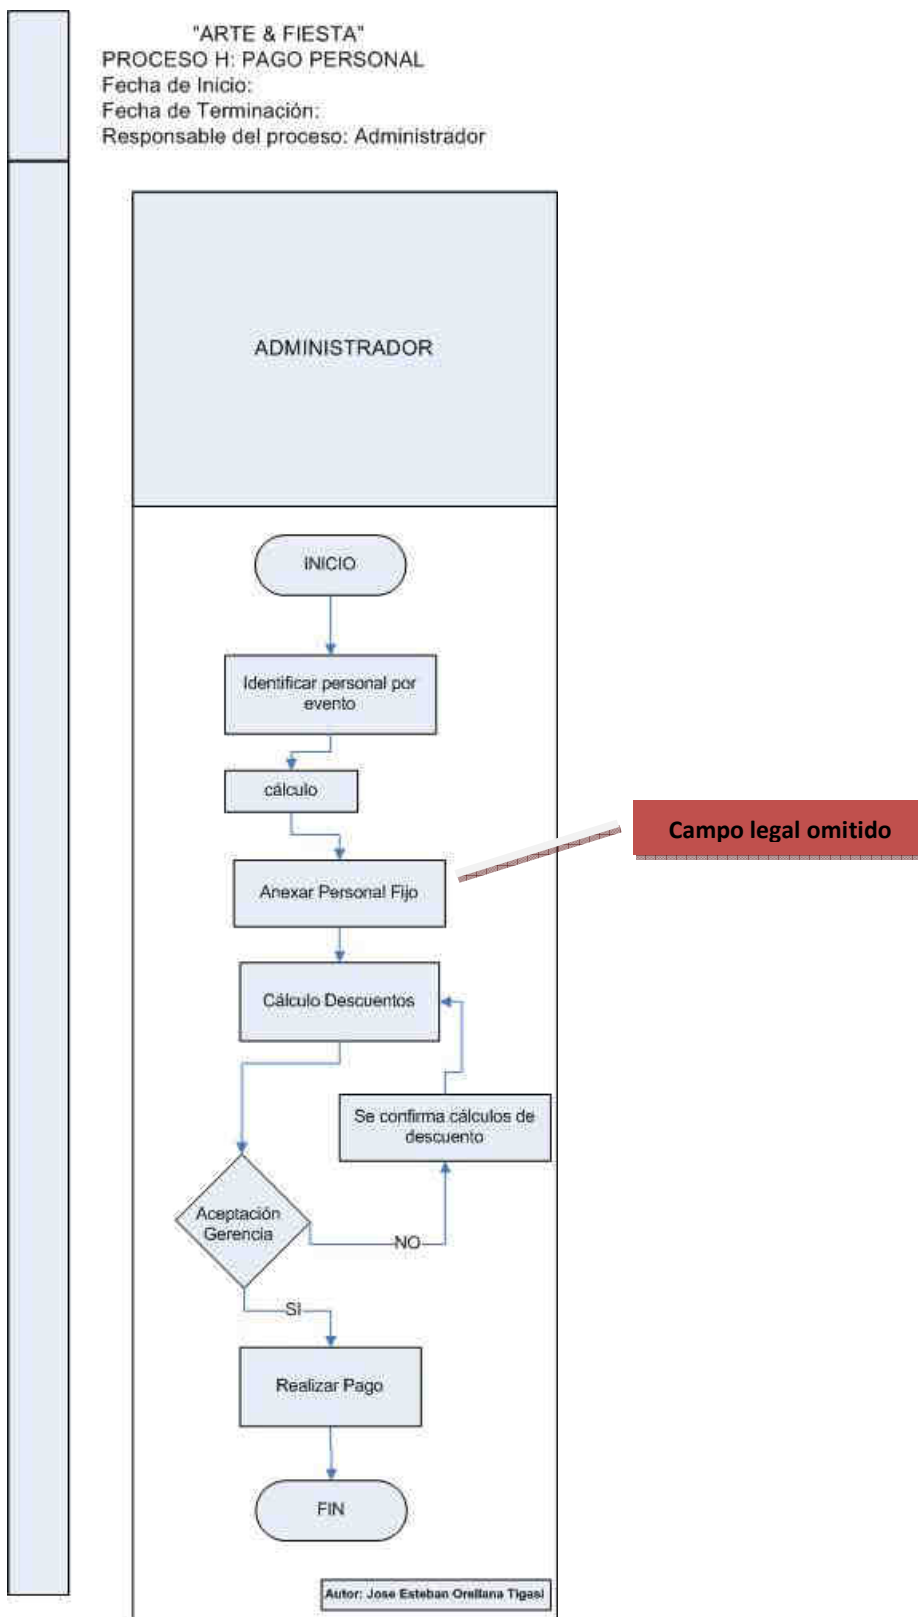 "ARTE & FIESTA"
PROCESO H: PAGO PERSONAL
Fecha de Inicio:
Fecha de Terminación:
Responsable del proceso: Administrador
ADMINISTRADOR
INICIO
Identificar personal por
evento
cálculo
Campo legal omitido
Anexar Personal Fijo
Cálculo Descuentos
Se confirma cálculos de
descuento
Aceptación
Gerencia
NO
SI
Realizar Pago
FIN
Autor: Jose Esteban Orellana Tigasi